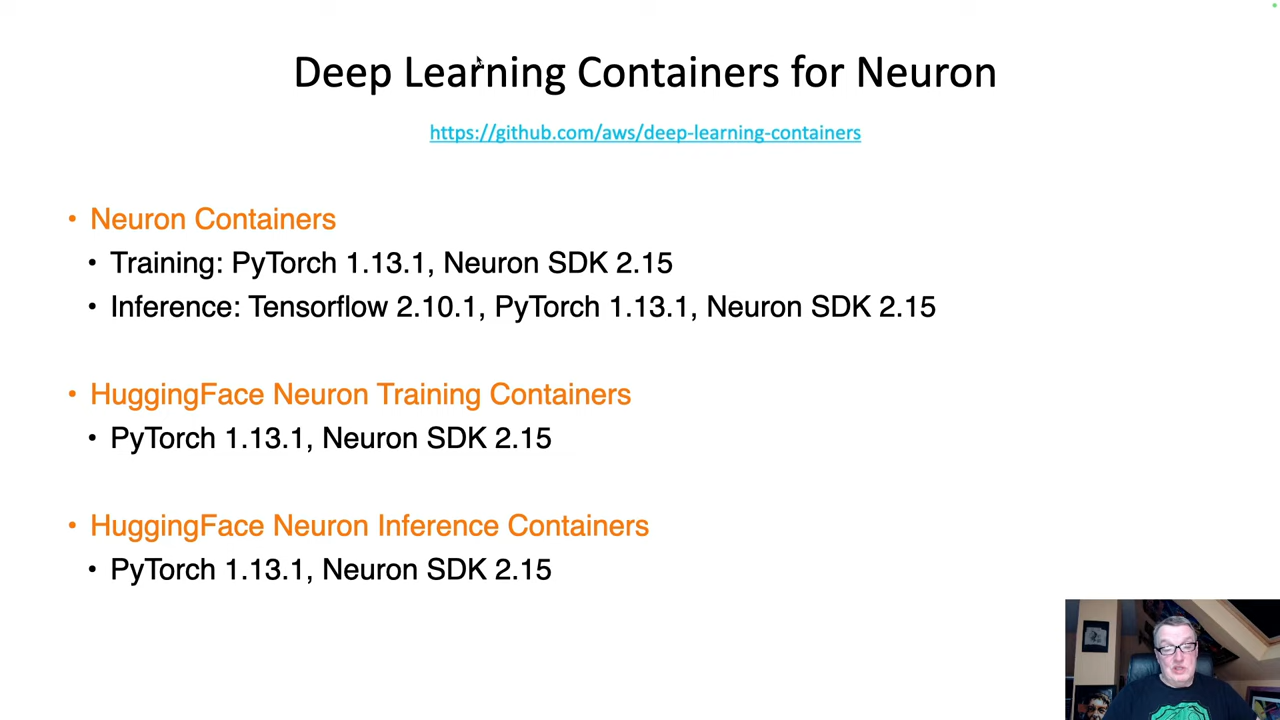 Deep Learning Containers for Neuron
https://github.com/aws/deep-learning-containers
• Neuron Containers
• Training: PyTorch 1.13.1, Neuron SDK 2.15
• Inference: Tensorflow 2.10.1, PyTorch 1.13.1, Neuron SDK 2.15
• HuggingFace Neuron Training Containers
• PyTorch 1.13.1, Neuron SDK 2.15
• HuggingFace Neuron Inference Containers
• PyTorch 1.13.1, Neuron SDK 2.15